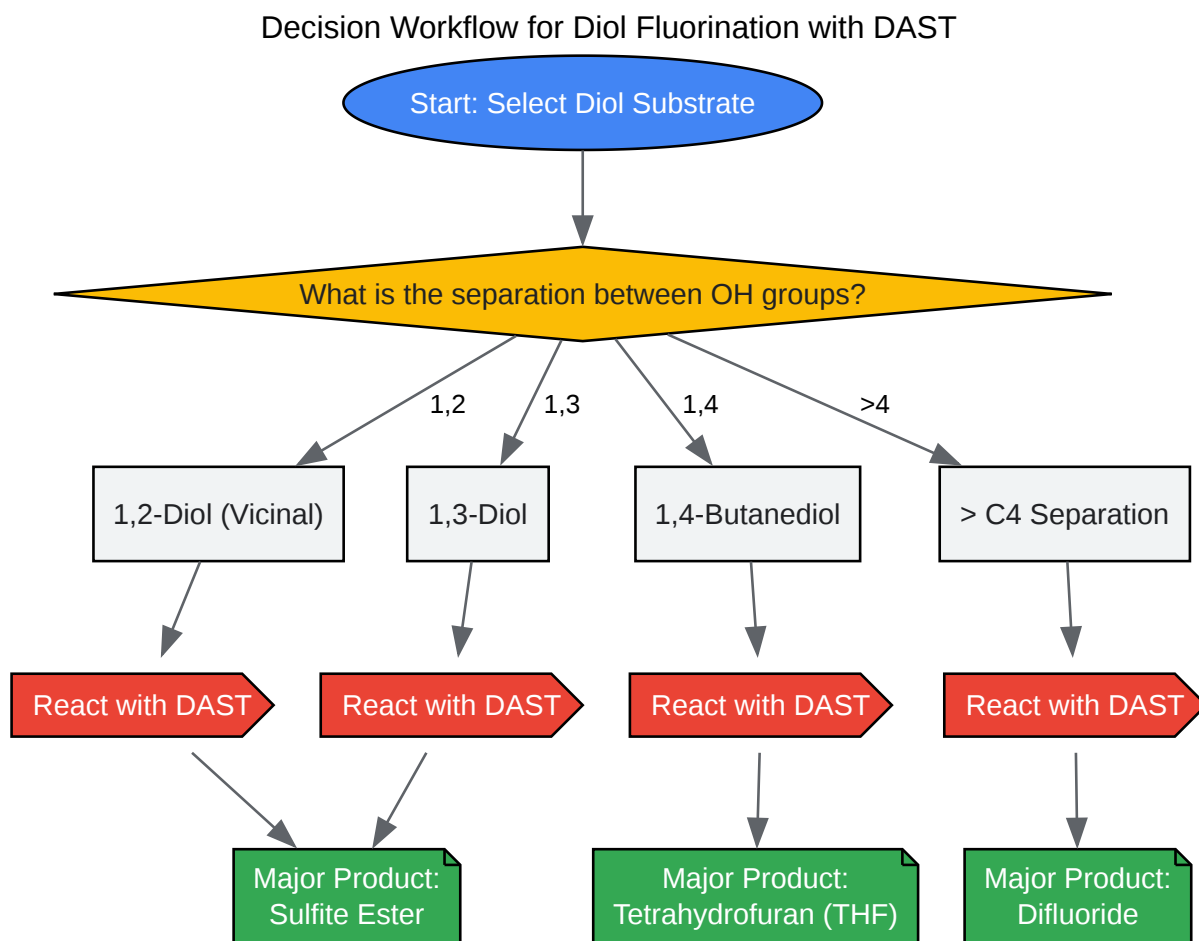 Decision Workflow for Diol Fluorination with DAST
Start: Select Diol Substrate
What is the separation between OH groups?
1,2
1,3
1,4
>4
1,2-Diol (Vicinal)
1,3-Diol
1,4-Butanediol
> C4 Separation
React with DAST
React with DAST
React with DAST
React with DAST
Major Product:
Sulfite Ester
Major Product:
Tetrahydrofuran (THF)
Major Product:
Difluoride